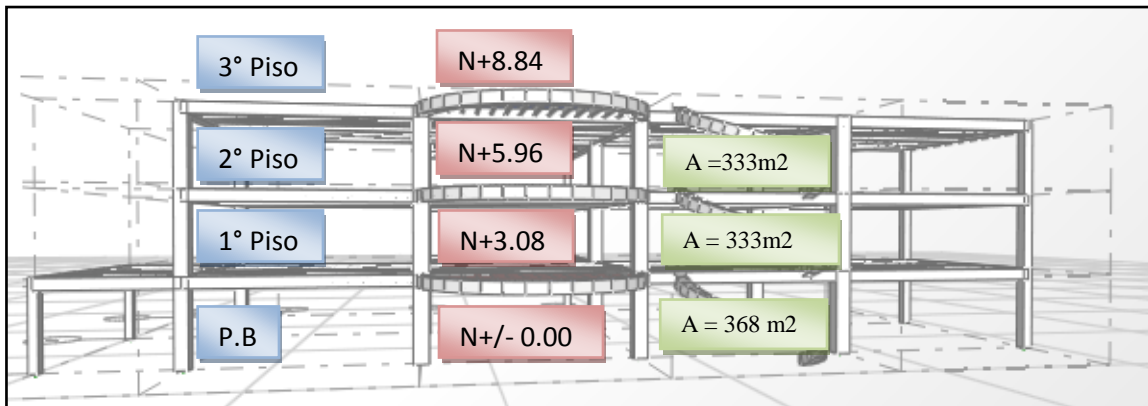 3° Piso
N+8.84
2° Piso
N+5.96
A =333m2
1° Piso
N+3.08
A = 333m2
P.B
N+/- 0.00
A = 368 m2